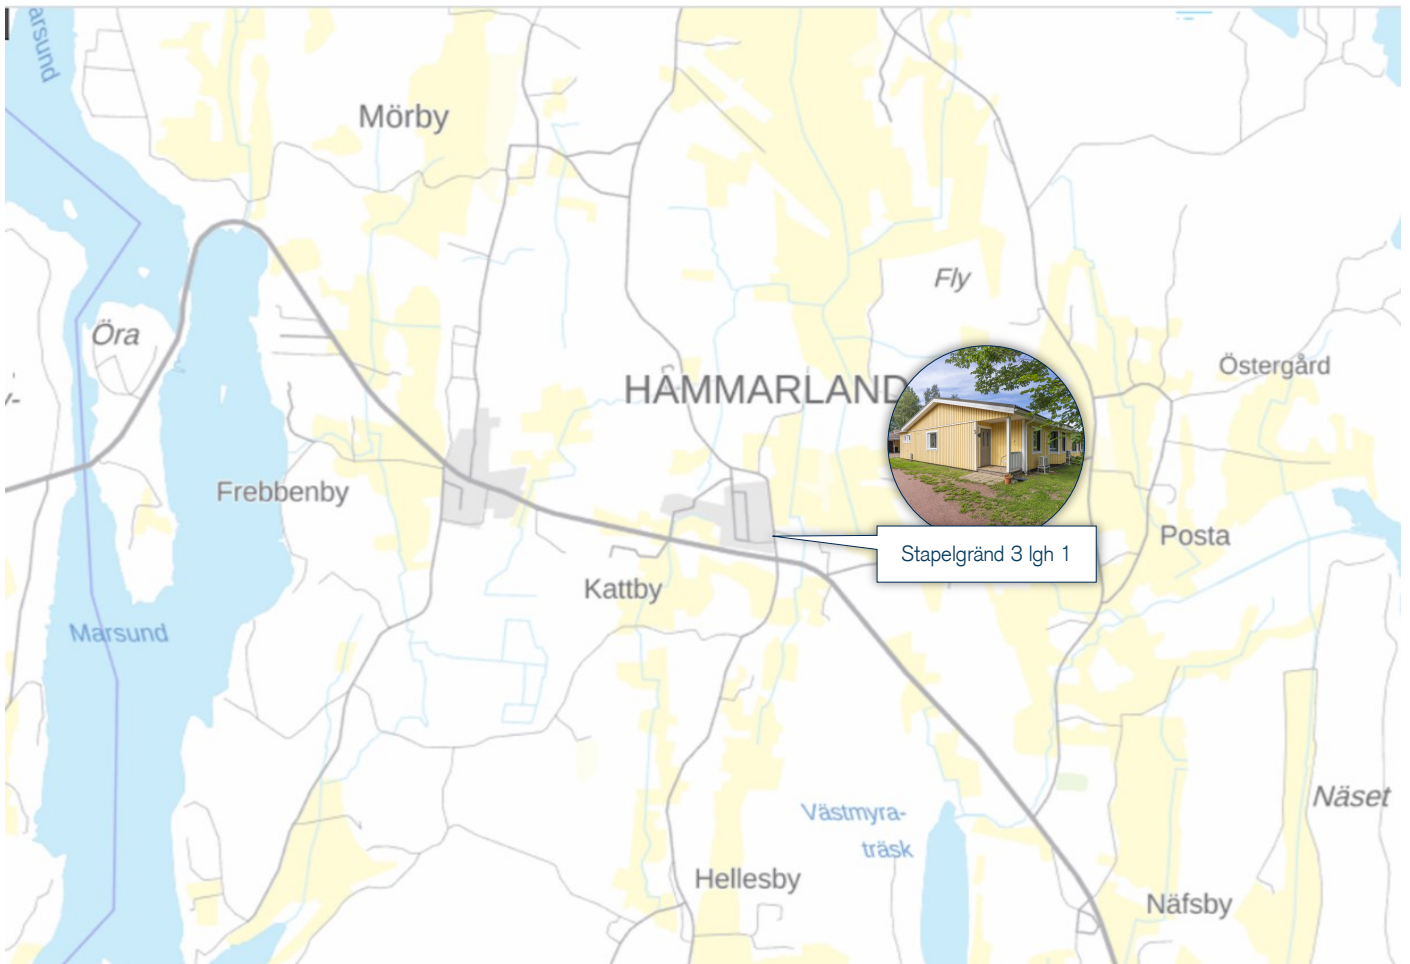 arsund
Mörby
Fly
Öra
Östergård
HAMMARLAND
Frebbenby
Posta
Stapelgränd 3 lgh 1
Kattby
Marsund
Näset
Västmyra-
träsk
Hellesby
Näfsby